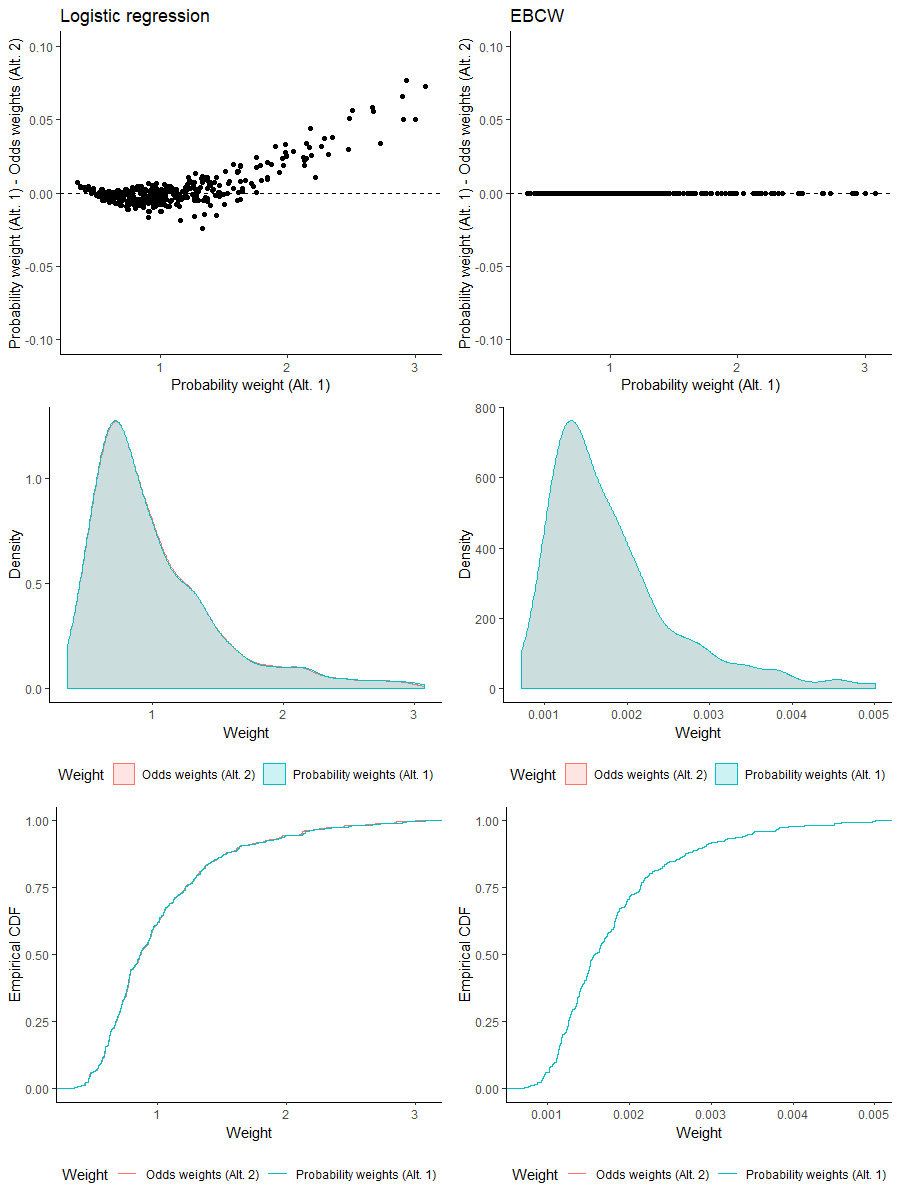 Logistic regression
EBCW
Probability weight (Alt. 1) - Odds weights (Alt. 2)
0.10
0.05
0.00
-0.05
-0.10
1 2 3
Probability weight (Alt. 1)
Probability weight (Alt. 1) - Odds weights (Alt. 2)
0.10
0.05
0.00
-0.05
-0.10
1 2 3
Probability weight (Alt. 1)
Density
1.0
0.5
0.0
1 2 3
Weight
Weight Odds weights (Alt. 2) Probability weights (Alt. 1)
Density
800
600
400
200
0
0.001 0.002 0.003 0.004 0.005
Weight
Weight Odds weights (Alt. 2) Probability weights (Alt. 1)
Empirical CDF
1.00
0.75
0.50
0.25
0.00
1 2 3
Weight
Weight Odds weights (Alt. 2) Probability weights (Alt. 1)
Empirical CDF
1.00
0.75
0.50
0.25
0.00
0.001 0.002 0.003 0.004 0.005
Weight
Weight Odds weights (Alt. 2) Probability weights (Alt. 1)